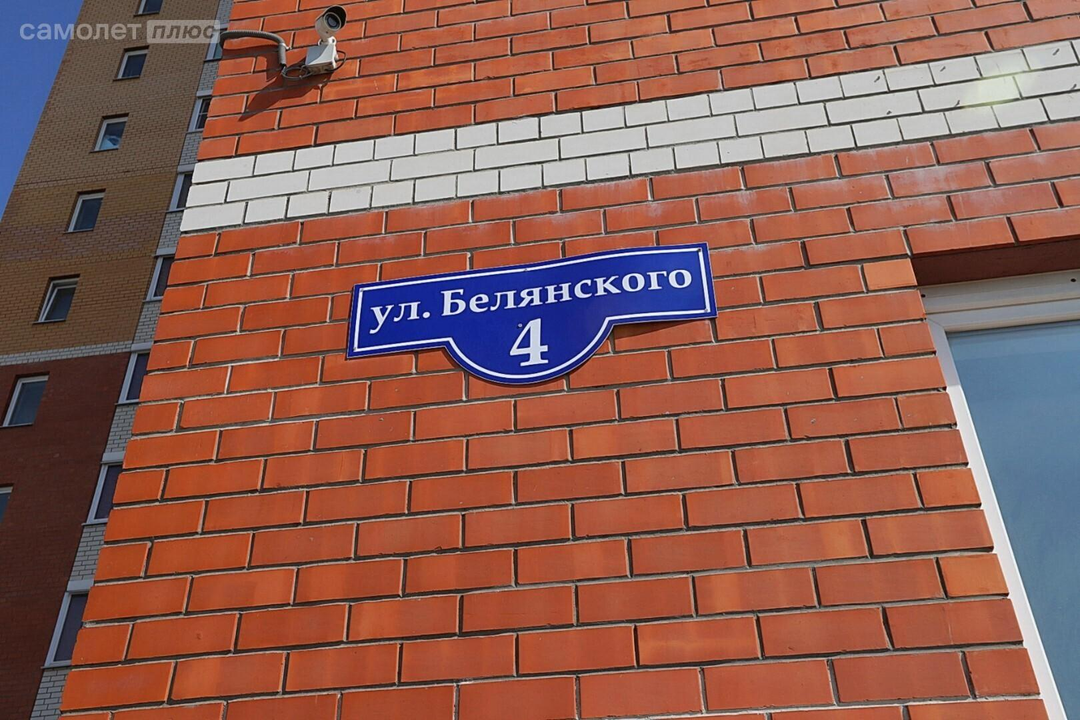 самолет плюс
ул. Белянского
4